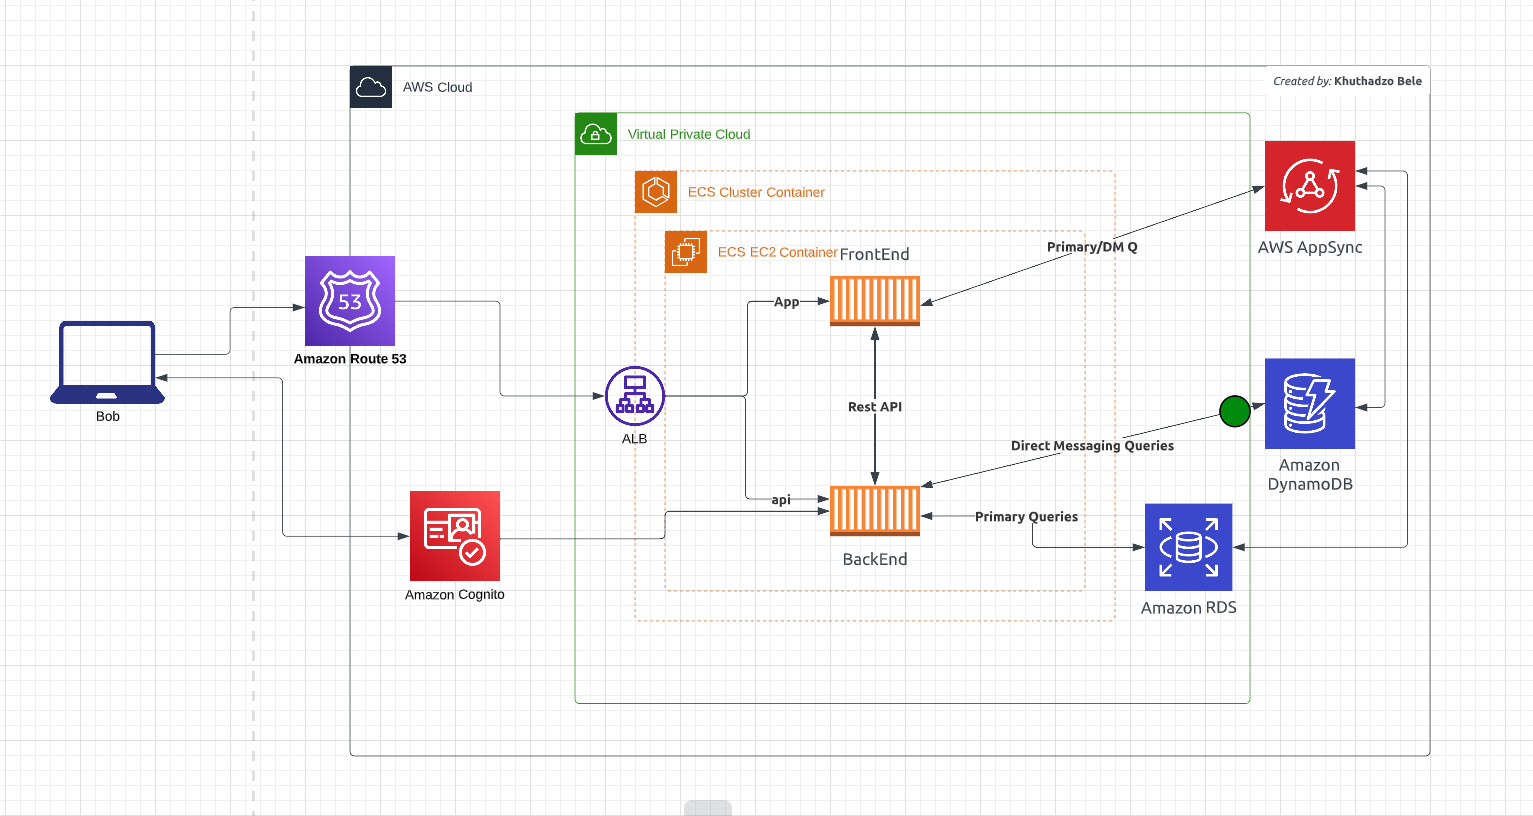 AWS Cloud
Created by: Khuthadzo Bele
Virtual Private Cloud
ECS Cluster Container
ECS EC2 Container
FrontEnd
Primary/DM Q
AWS AppSync
53
Amazon Route 53
App
Bob
ALB
Rest API
Direct Messaging Queries
Amazon
DynamoDB
api
Primary Queries
BackEnd
Amazon Cognito
Amazon RDS